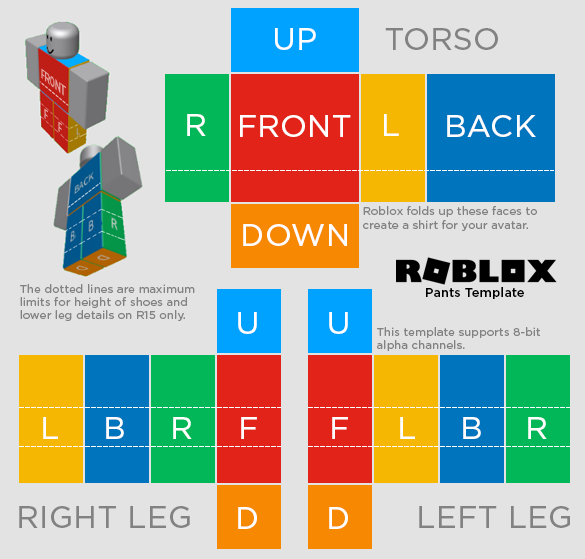 UP
TORSO
FRONT
R
FRONT
L
BACK
F
F
L
BACK
R
B
B
DOWN
Roblox folds up these faces to
create a shirt for your avatar.
D
D
ROBLOX
Pants Template
The dotted lines are maximum
limits for height of shoes and
lower leg details on R15 only.
U
U
This template supports 8-bit
alpha channels.
L
B
R
F
F
L
B
R
RIGHT LEG
D
D
LEFT LEG